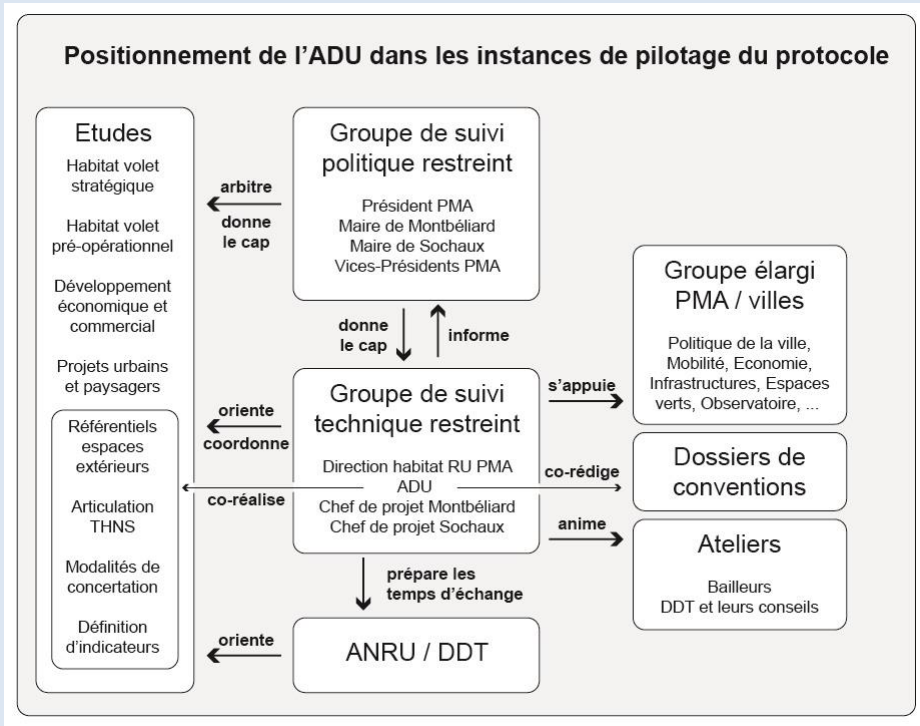 Positionnement de l'ADU dans les instances de pilotage du protocole
Etudes
Habitat volet
stratégique
Habitat volet
pré-opérationnel
Développement
économique et
commercial
Projets urbains
et paysagers
Référentiels
espaces
extérieurs
Articulation
THNS
Modalités de
concertation
Définition
d'indicateurs
arbitre
donne
le cap
Groupe de suivi
politique restreint
Président PMA
Maire de Montbéliard
Maire de Sochaux
Vices-Présidents PMA
donne
le cap
informe
oriente
coordonne
co-réalise
Groupe de suivi
technique restreint
Direction habitat RU PMA
ADU
Chef de projet Montbéliard
Chef de projet Sochaux
s'appuie
co-rédige
anime
Groupe élargi
PMA / villes
Politique de la ville,
Mobilité, Economie,
Infrastructures, Espaces
verts, Observatoire, ...
Dossiers de
conventions
Ateliers
Bailleurs
DDT et leurs conseils
prépare les
temps d'échange
oriente
ANRU / DDT